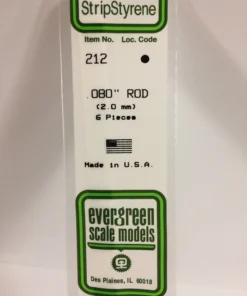 StripStyrene
Item No. Loc. Code
212
.080" ROD
(2.0 mm)
6 Pieces
Made in U.S.A.
evergreen
scale models
Des Plaines, IL 60018